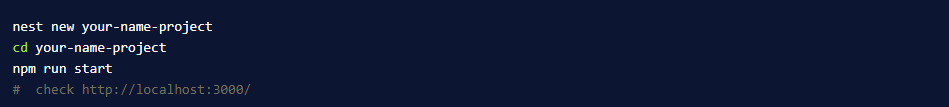 nest new your-name-project
cd your-name-project
npm run start
#  check http://localhost:3000/